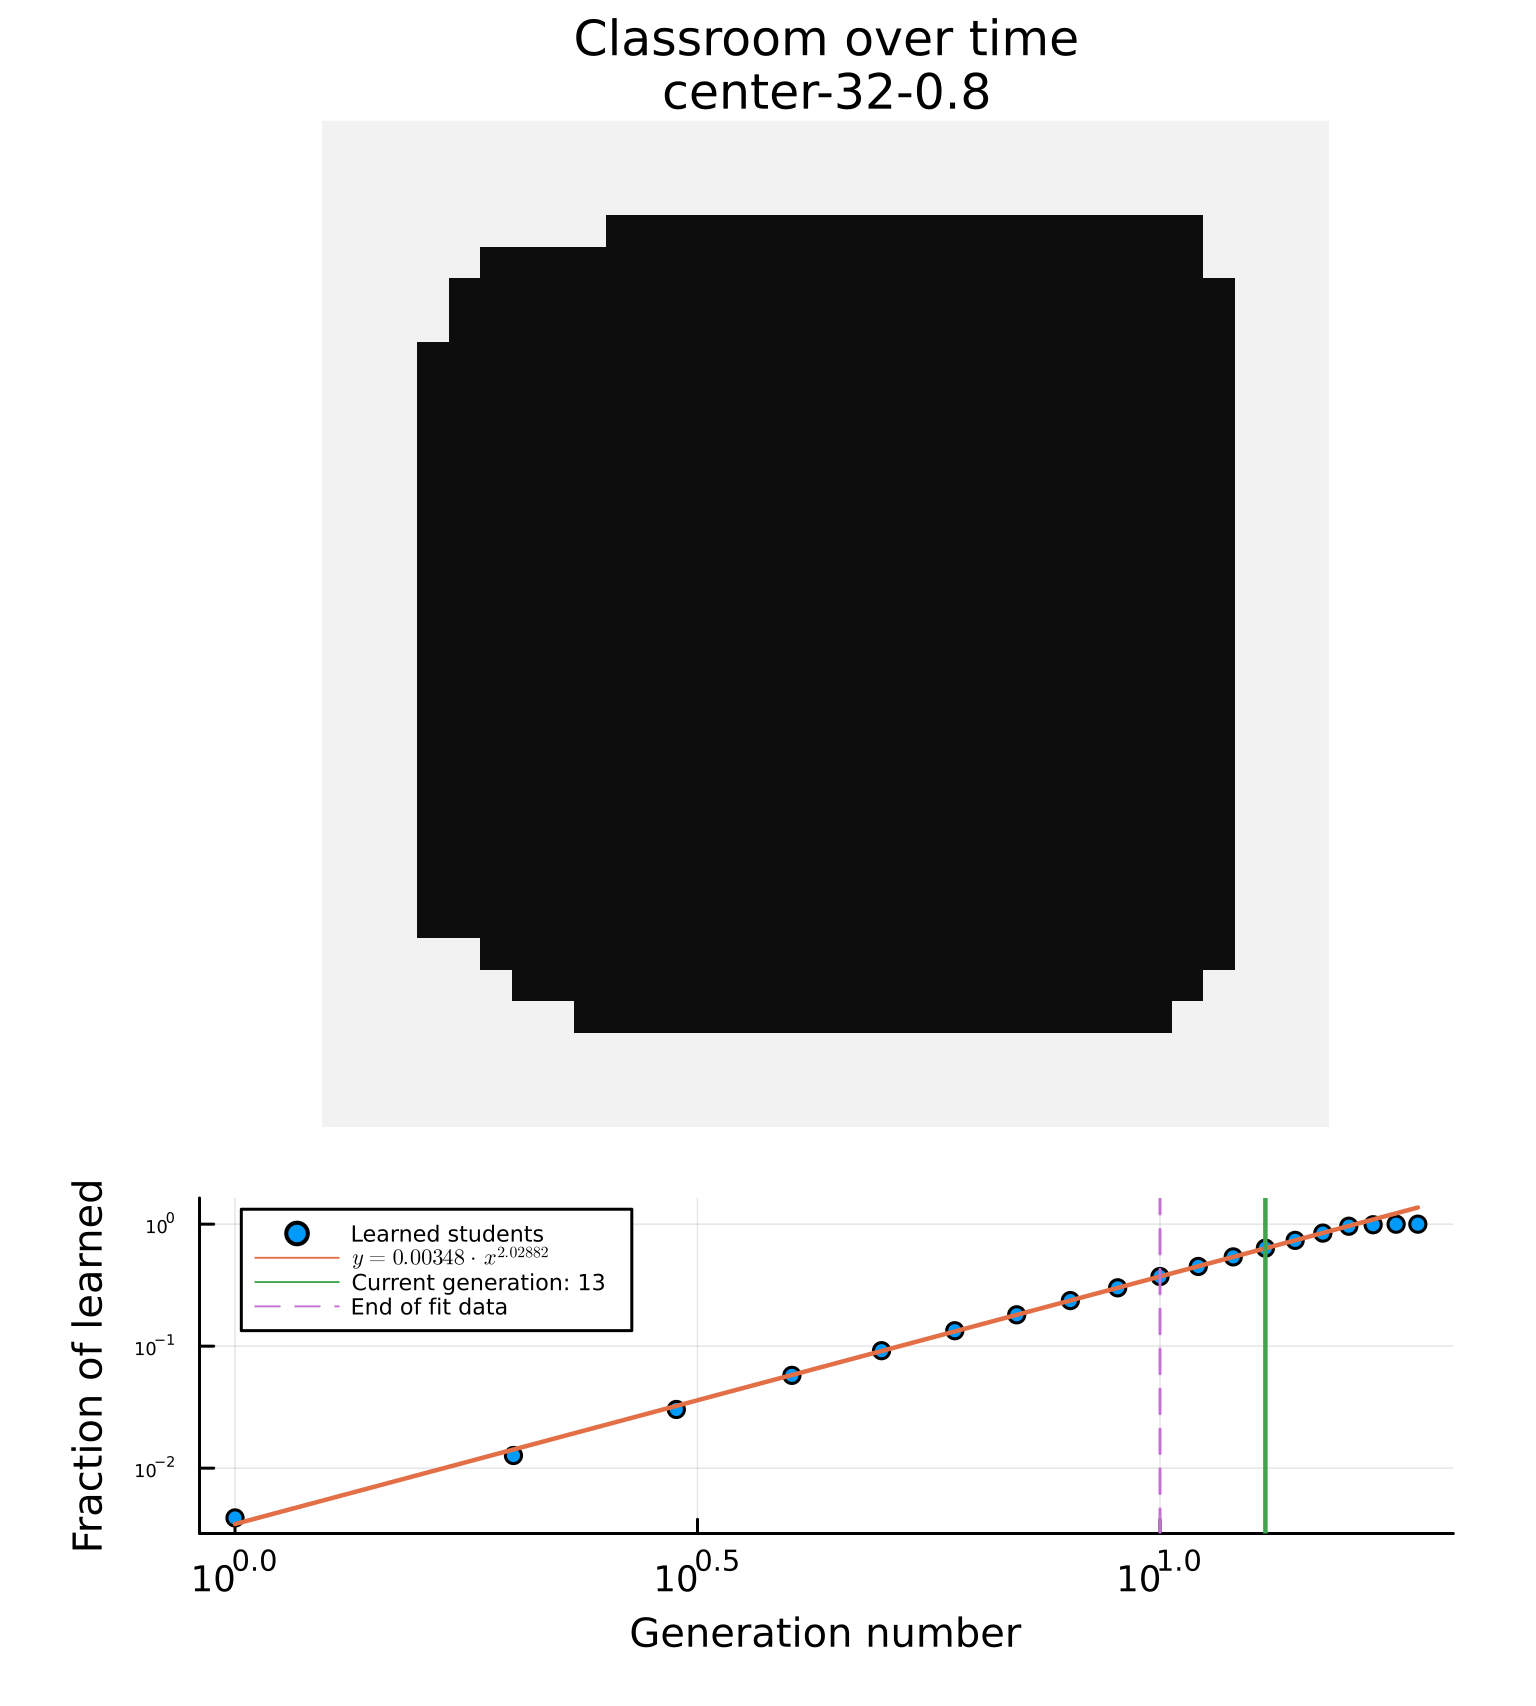 Classroom over time
center-32-0.8
Fraction of learned
10⁰
10⁻¹
10⁻²
Learned students
y = 0.00348 · x^2.02882
Current generation: 13
End of fit data
10^0.0
10^0.5
10^1.0
Generation number